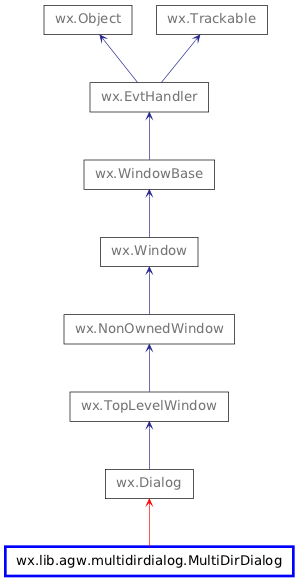 wx.Object
wx.Trackable
wx.EvtHandler
wx.WindowBase
wx.Window
wx.NonOwnedWindow
wx.TopLevelWindow
wx.Dialog
wx.lib.agw.multidirdialog.MultiDirDialog